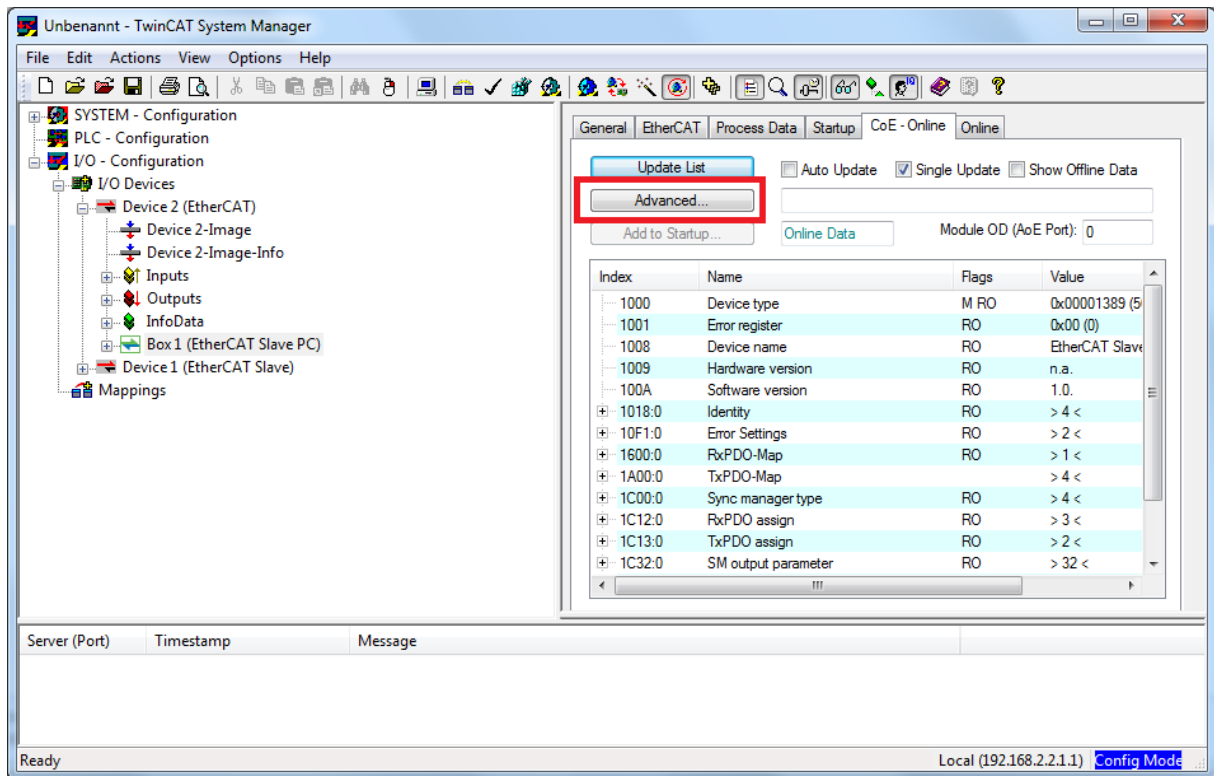 Unbenannt - TwinCAT System Manager
File Edit Actions View Options Help
SYSTEM - Configuration
PLC - Configuration
I/O - Configuration
I/O Devices
Device 2 (EtherCAT)
Device 2-Image
Device 2-Image-Info
Inputs
Outputs
InfoData
Box 1 (EtherCAT Slave PC)
Device 1 (EtherCAT Slave)
Mappings
General EtherCAT Process Data Startup CoE - Online Online
Update List Auto Update Single Update Show Offline Data
Advanced...
Add to Startup... Online Data Module OD (AoE Port): 0
Index Name Flags Value
1000 Device type M RO 0x00001389 (5
1001 Error register RO 0x00 (0)
1008 Device name RO EtherCAT Slave
1009 Hardware version RO n.a.
100A Software version RO 1.0.
1018:0 Identity RO > 4 <
10F1:0 Error Settings RO > 2 <
1600:0 RxPDO-Map RO > 1 <
1A00:0 TxPDO-Map > 4 <
1C00:0 Sync manager type RO > 4 <
1C12:0 RxPDO assign RO > 3 <
1C13:0 TxPDO assign RO > 2 <
1C32:0 SM output parameter RO > 32 <
Server (Port) Timestamp Message
Ready Local (192.168.2.2.1.1) Config Mode